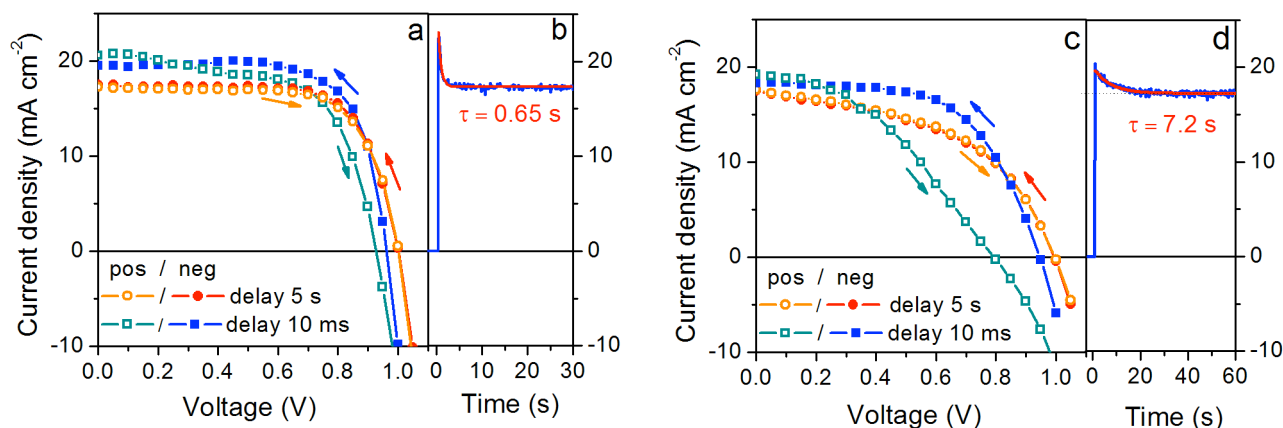 a
b
20
10
0
-10
Current density (mA cm⁻²)
pos / neg
/ delay 5 s
/ delay 10 ms
0.0 0.2 0.4 0.6 0.8 1.0
Voltage (V)
τ = 0.65 s
20
10
0
-10
0 10 20 30
Time (s)
c
d
20
10
0
-10
Current density (mA cm⁻²)
pos / neg
/ delay 5 s
/ delay 10 ms
0.0 0.2 0.4 0.6 0.8 1.0
Voltage (V)
τ = 7.2 s
20
10
0
-10
0 20 40 60
Time (s)